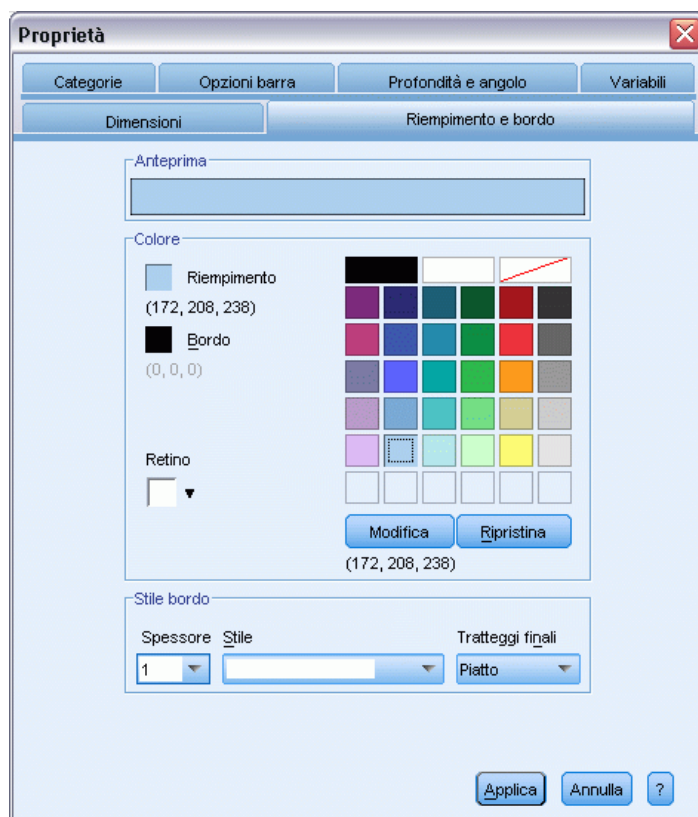 Proprietà
Categorie Opzioni barra Profondità e angolo Variabili
Dimensioni Riempimento e bordo
Anteprima
Colore
Riempimento
(172, 208, 238)
Bordo
(0, 0, 0)
Retino
Modifica Ripristina
(172, 208, 238)
Stile bordo
Spessore Stile Tratteggi finali
1 Piatto
Applica Annulla ?